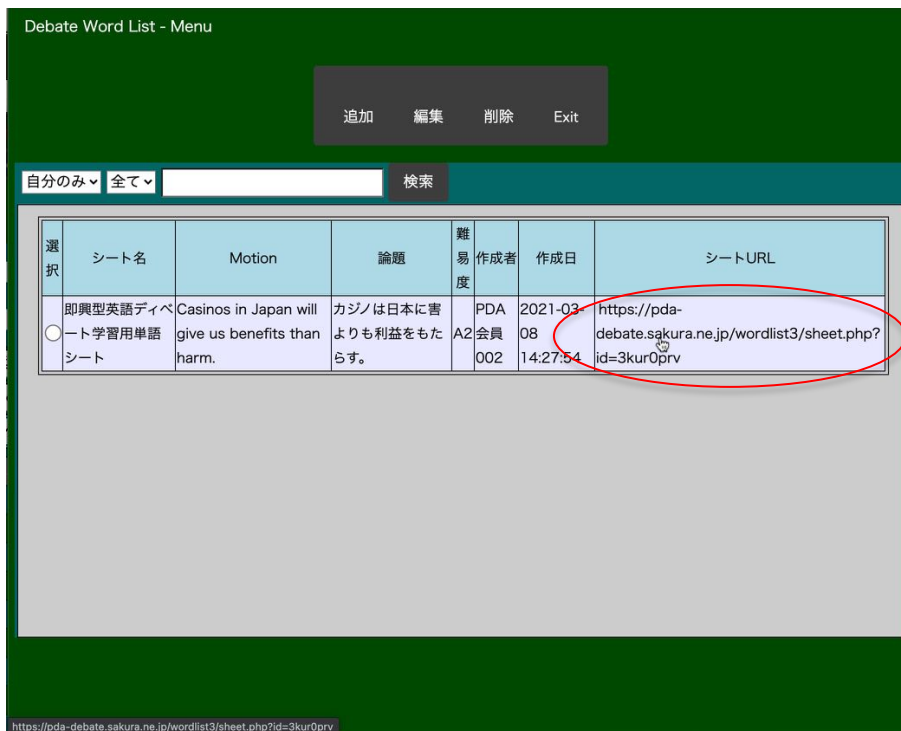 Debate Word List - Menu
追加 編集 削除 Exit
自分のみ 全て 検索
選択 シート名 Motion 論題 難易度 作成者 作成日 シートURL
即興型英語ディベ
ート学習用単語
シート
Casinos in Japan will
give us benefits than
harm.
カジノは日本に害
よりも利益をもた
らす。
A2
PDA
会員
002
2021-03-
08
14:27:54
https://pda-
debate.sakura.ne.jp/wordlist3/sheet.php?
id=3kur0prv
https://pda-debate.sakura.ne.jp/wordlist3/sheet.php?id=3kur0prv